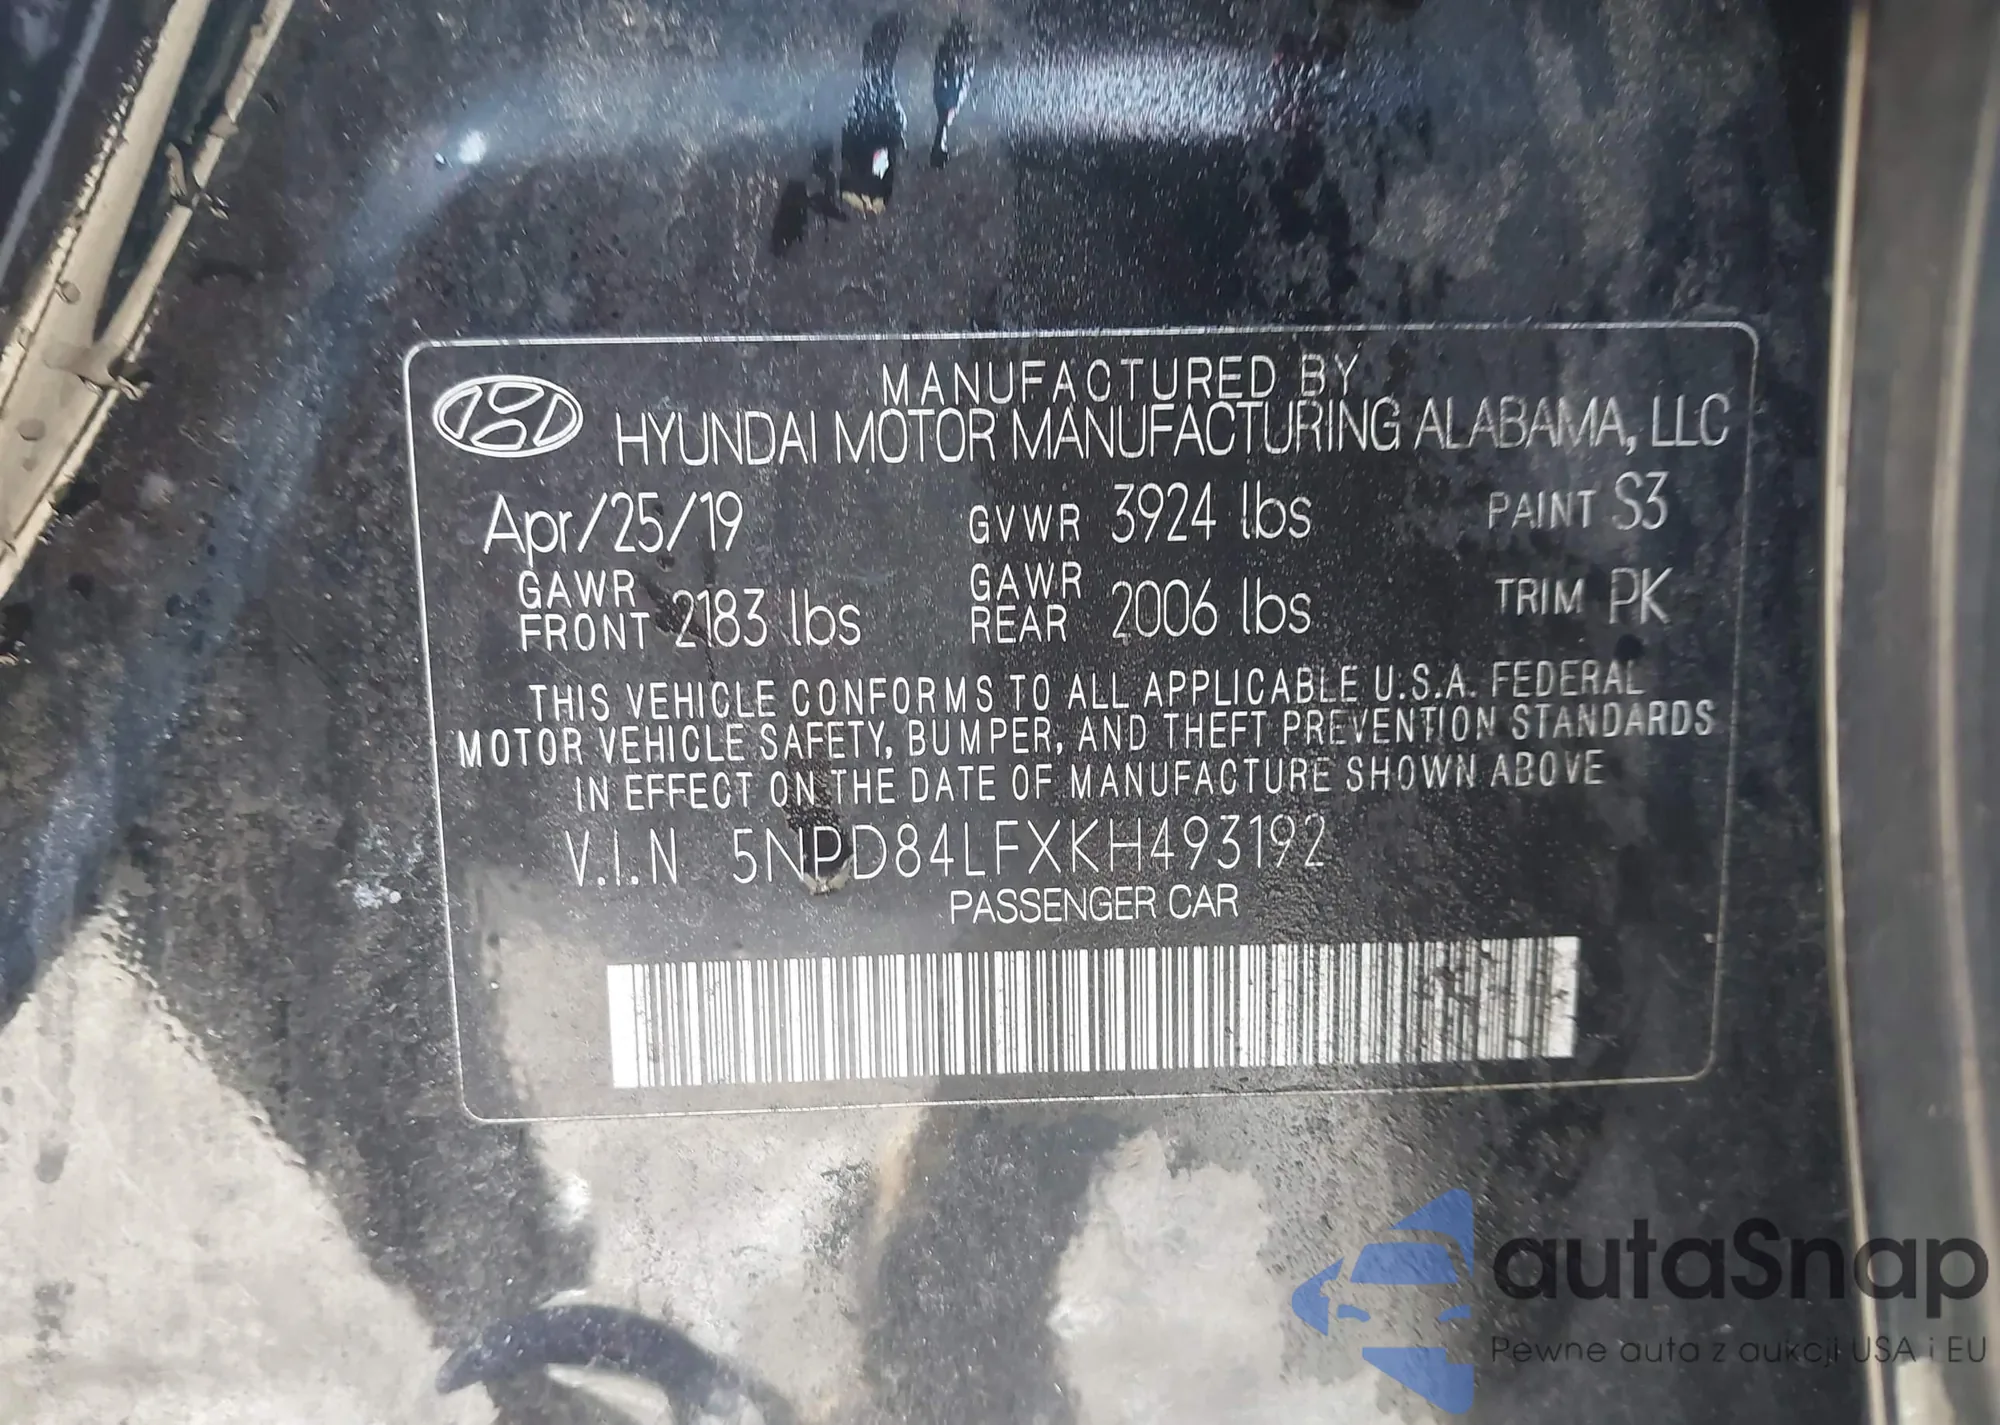 MANUFACTURED BY
HYUNDAI MOTOR MANUFACTURING ALABAMA, LLC
Apr/25/19 GVWR 3924 lbs PAINT S3
GAWR FRONT 2183 lbs GAWR REAR 2006 lbs TRIM PK
THIS VEHICLE CONFORMS TO ALL APPLICABLE U.S.A. FEDERAL
MOTOR VEHICLE SAFETY, BUMPER, AND THEFT PREVENTION STANDARDS
IN EFFECT ON THE DATE OF MANUFACTURE SHOWN ABOVE
V.I.N 5NPD84LFXKH493192
PASSENGER CAR
autaSnap
Pewne auta z aukcji USA i EU